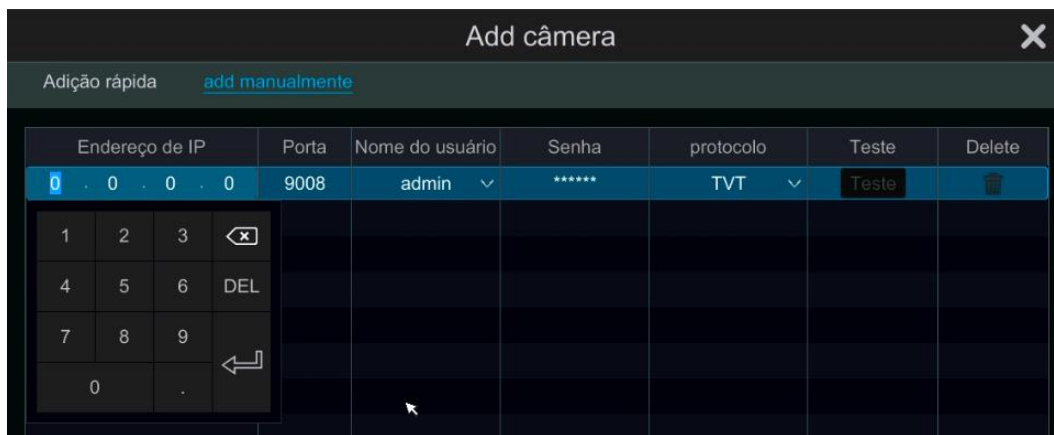 Add câmera
Adição rápida add manualmente
Endereço de IP Porta Nome do usuário Senha protocolo Teste Delete
0 . 0 . 0 . 0 9008 admin ****** TVT Teste
1 2 3
4 5 6 DEL
7 8 9
0 .